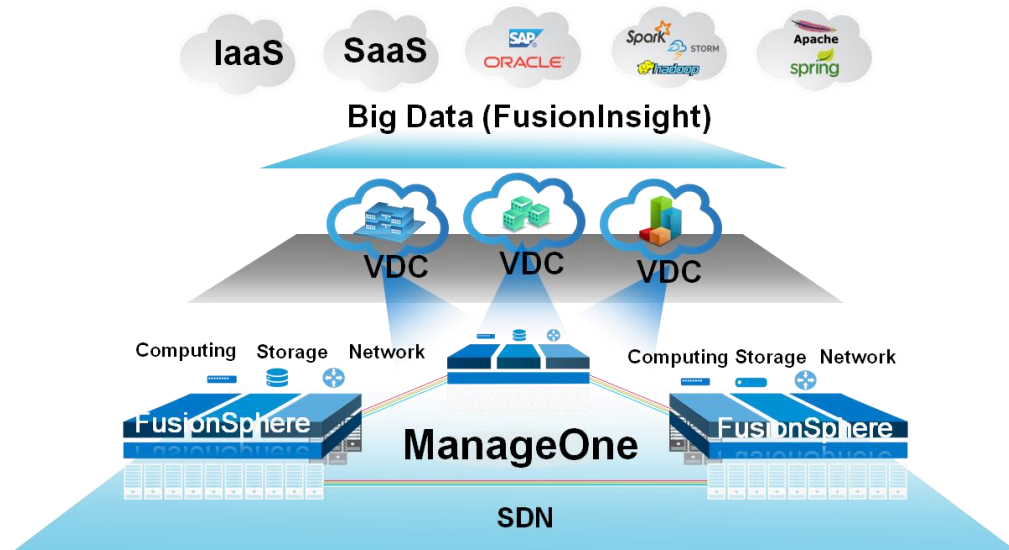 IaaS
SaaS
SAP
ORACLE
Spark
STORM
hadoop
Apache
spring
Big Data (FusionInsight)
VDC
VDC
VDC
Computing
Storage
Network
Computing
Storage
Network
FusionSphere
FusionSphere
ManageOne
SDN